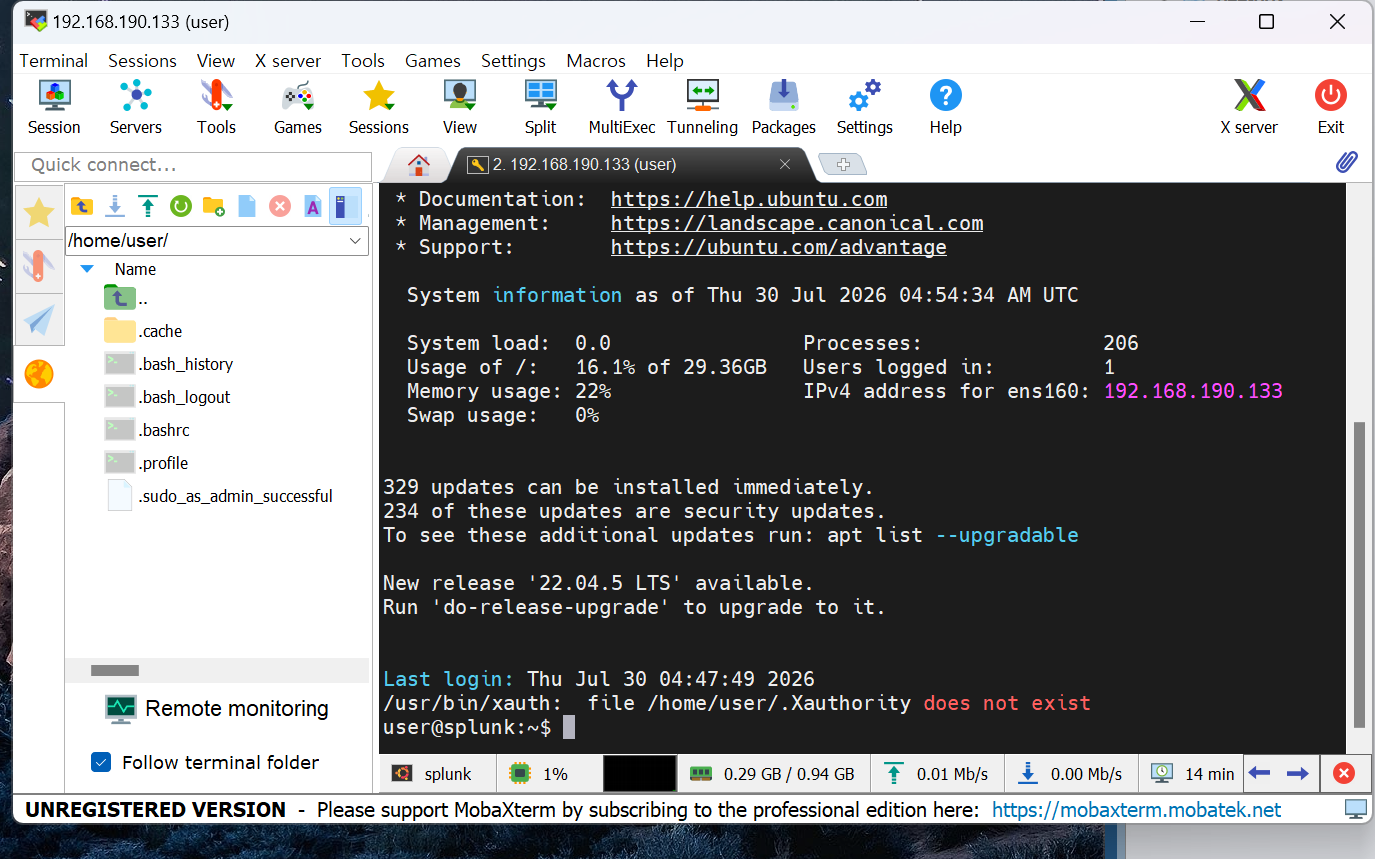 192.168.190.133 (user)
Terminal Sessions View X server Tools Games Settings Macros Help
Session Servers Tools Games Sessions View Split MultiExec Tunneling Packages Settings Help X server Exit
Quick connect...
2. 192.168.190.133 (user)
/home/user/
Name
..
.cache
.bash_history
.bash_logout
.bashrc
.profile
.sudo_as_admin_successful
Remote monitoring
Follow terminal folder
* Documentation: https://help.ubuntu.com
* Management: https://landscape.canonical.com
* Support: https://ubuntu.com/advantage
System information as of Thu 30 Jul 2026 04:54:34 AM UTC
System load: 0.0 Processes: 206
Usage of /: 16.1% of 29.36GB Users logged in: 1
Memory usage: 22% IPv4 address for ens160: 192.168.190.133
Swap usage: 0%
329 updates can be installed immediately.
234 of these updates are security updates.
To see these additional updates run: apt list --upgradable
New release '22.04.5 LTS' available.
Run 'do-release-upgrade' to upgrade to it.
Last login: Thu Jul 30 04:47:49 2026
/usr/bin/xauth:  file /home/user/.Xauthority does not exist
user@splunk:~$
splunk 1% 0.29 GB / 0.94 GB 0.01 Mb/s 0.00 Mb/s 14 min
UNREGISTERED VERSION - Please support MobaXterm by subscribing to the professional edition here: https://mobaxterm.mobatek.net